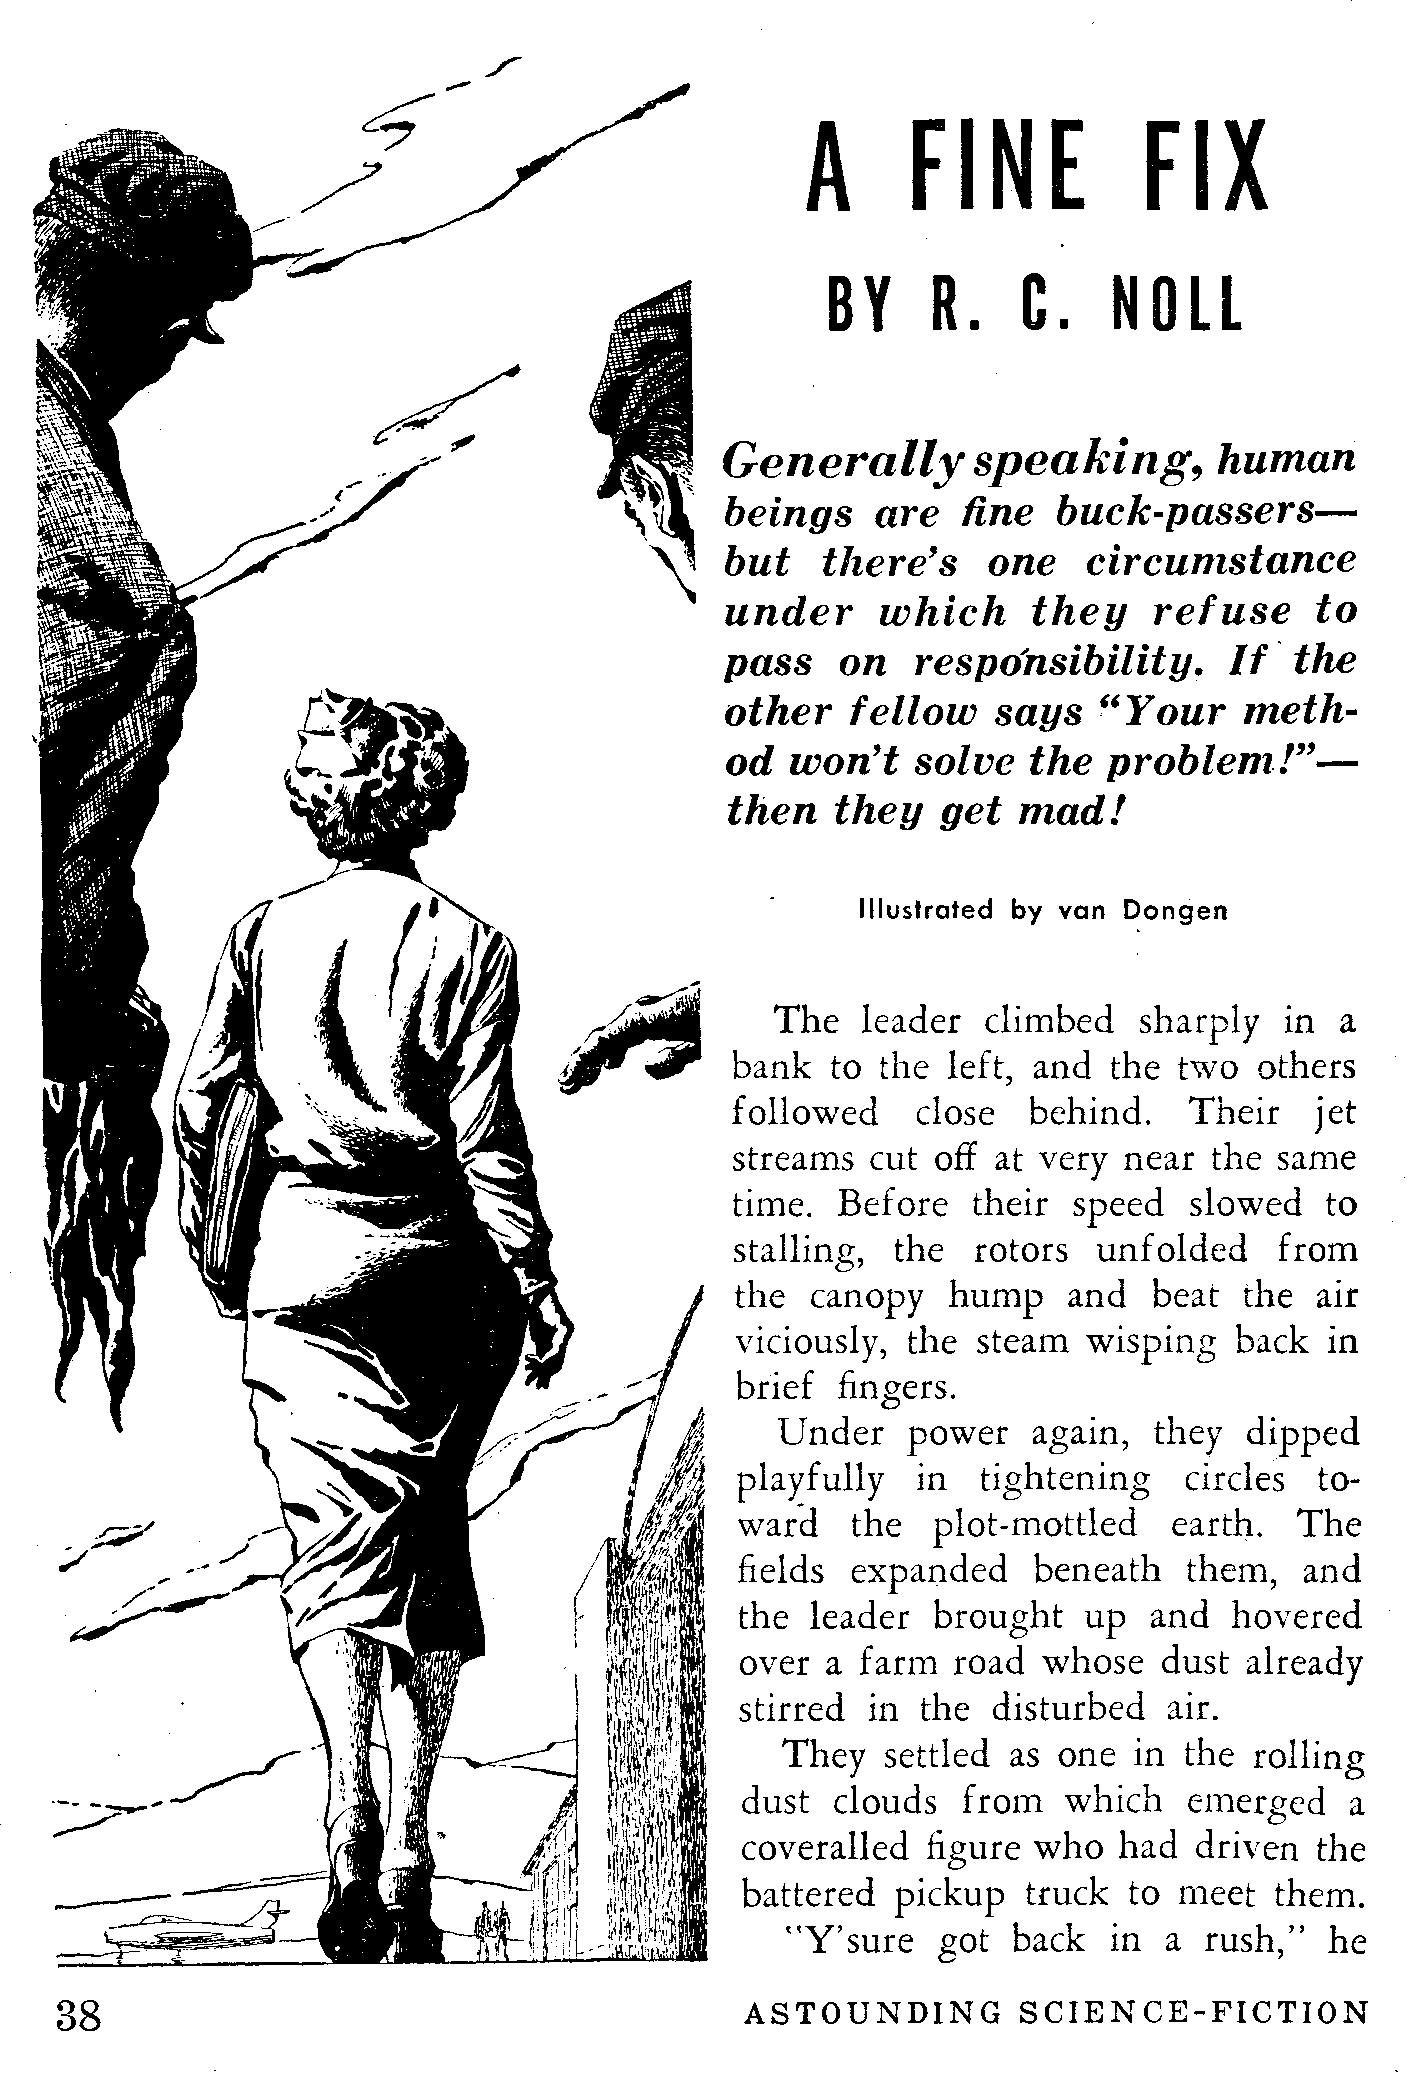 A FINE FIX
BY R. C. NOLL
Generally speaking, human
beings are fine buck-passers—
but there's one circumstance
under which they refuse to
pass on responsibility. If the
other fellow says "Your meth-
od won't solve the problem!"—
then they get mad!
Illustrated by van Dongen
The leader climbed sharply in a
bank to the left, and the two others
followed close behind. Their jet
streams cut off at very near the same
time. Before their speed slowed to
stalling, the rotors unfolded from
the canopy hump and beat the air
viciously, the steam wisping back in
brief fingers.
Under power again, they dipped
playfully in tightening circles to-
ward the plot-mottled earth. The
fields expanded beneath them, and
the leader brought up and hovered
over a farm road whose dust already
stirred in the disturbed air.
They settled as one in the rolling
dust clouds from which emerged a
coveralled figure who had driven the
battered pickup truck to meet them.
"Y'sure got back in a rush," he
38
ASTOUNDING SCIENCE-FICTION